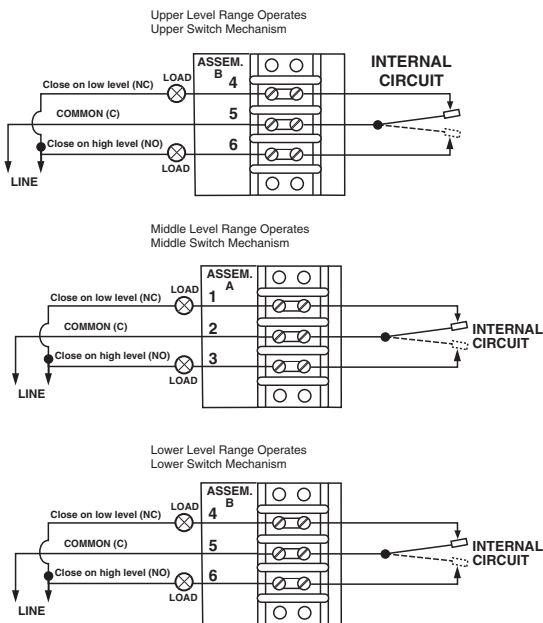 Upper Level Range Operates
Upper Switch Mechanism
ASSEM.
B
INTERNAL
CIRCUIT
Close on low level (NC)
LOAD
4
COMMON (C)
5
Close on high level (NO)
6
LOAD
LINE
Middle Level Range Operates
Middle Switch Mechanism
ASSEM.
A
Close on low level (NC)
LOAD
1
COMMON (C)
2
INTERNAL
CIRCUIT
Close on high level (NO)
3
LOAD
LINE
Lower Level Range Operates
Lower Switch Mechanism
ASSEM.
B
Close on low level (NC)
LOAD
4
COMMON (C)
5
INTERNAL
CIRCUIT
Close on high level (NO)
6
LOAD
LINE